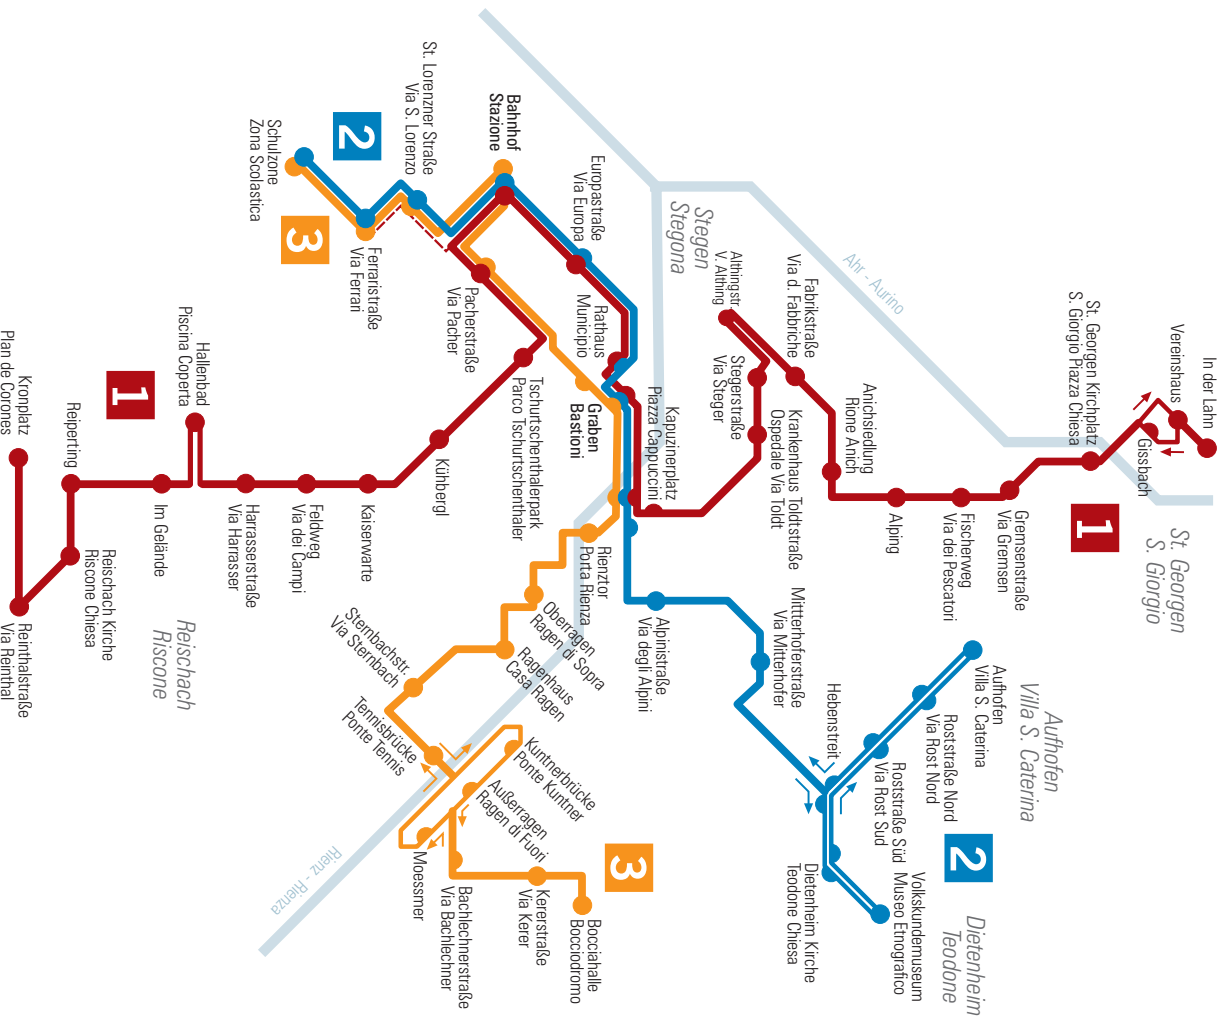 In der Lahn
Vereinshaus
Gissbach
St. Georgen Kirchplatz
S. Giorgio Piazza Chiesa
St. Georgen
S. Giorgio
1
Gremsenstraße
Via Gremsen
Fischerweg
Via dei Pescatori
Alping
Anichsiedlung
Rione Anich
Fabrikstraße
Via d. Fabbriche
Althingstr.
V. Althing
Stegen
Stegona
Ahr - Aurino
Stegerstraße
Via Steger
Krankenhaus Toldtstraße
Ospedale Via Toldt
Kapuzinerplatz
Piazza Cappuccini
Rathaus
Municipio
Europastraße
Via Europa
Graben
Bastioni
Bahnhof
Stazione
St. Lorenzner Straße
Via S. Lorenzo
2
Schulzone
Zona Scolastica
3
Ferraristraße
Via Ferrari
Pacherstraße
Via Pacher
Tschurtschenthalerpark
Parco Tschurtschenthaler
Kühbergl
Kaiserwarte
Feldweg
Via dei Campi
Harrasserstraße
Via Harrasser
Hallenbad
Piscina Coperta
Im Gelände
1
Reiperting
Reischach Kirche
Riscone Chiesa
Reischach
Riscone
Kronplatz
Plan de Corones
Reinthalstraße
Via Reinthal
Rienztor
Porta Rienza
Oberragen
Ragen di Sopra
Ragenhaus
Casa Ragen
Sternbachstr.
Via Sternbach
Tennisbrücke
Ponte Tennis
Kuntnerbrücke
Ponte Kuntner
Außerragen
Ragen di Fuori
Moessmer
Bachlechnerstraße
Via Bachlechner
Kererstraße
Via Kerer
Bocciahalle
Bocciodromo
3
Rienz - Rienza
Alpinistraße
Via degli Alpini
Mitterhoferstraße
Via Mitterhofer
Hebenstreit
Aufhofen
Villa S. Caterina
Aufhofen
Villa S. Caterina
Roststraße Nord
Via Rost Nord
Roststraße Süd
Via Rost Sud
2
Volkskundemuseum
Museo Etnografico
Dietenheim Kirche
Teodone Chiesa
Dietenheim
Teodone